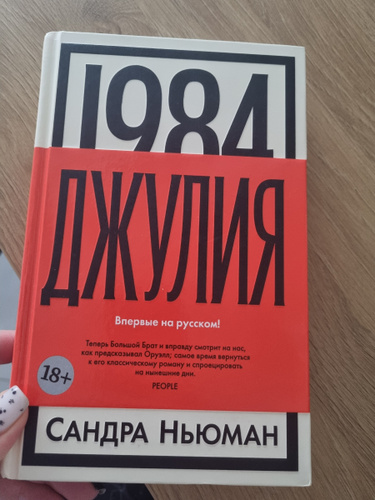 1984
ДЖУЛИЯ
Впервые на русском!
Теперь Большой Брат и вправду смотрит на нас,
как предсказывал Оруэлл; самое время вернуться
к его классическому роману и спроецировать
на нынешние дни.
PEOPLE
18+
САНДРА НЬЮМАН